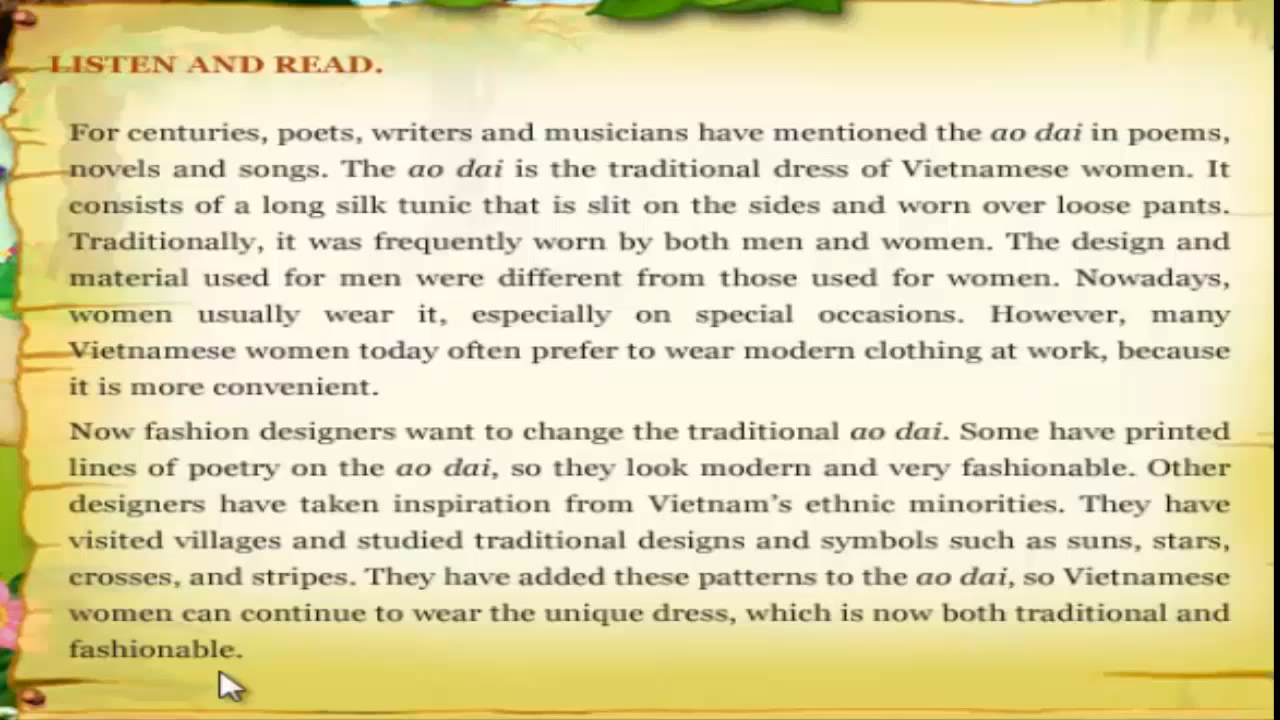 LISTEN AND READ.
For centuries, poets, writers and musicians have mentioned the ao dai in poems,
novels and songs. The ao dai is the traditional dress of Vietnamese women. It
consists of a long silk tunic that is slit on the sides and worn over loose pants.
Traditionally, it was frequently worn by both men and women. The design and
material used for men were different from those used for women. Nowadays,
women usually wear it, especially on special occasions. However, many
Vietnamese women today often prefer to wear modern clothing at work, because
it is more convenient.
Now fashion designers want to change the traditional ao dai. Some have printed
lines of poetry on the ao dai, so they look modern and very fashionable. Other
designers have taken inspiration from Vietnam's ethnic minorities. They have
visited villages and studied traditional designs and symbols such as suns, stars,
crosses, and stripes. They have added these patterns to the ao dai, so Vietnamese
women can continue to wear the unique dress, which is now both traditional and
fashionable.